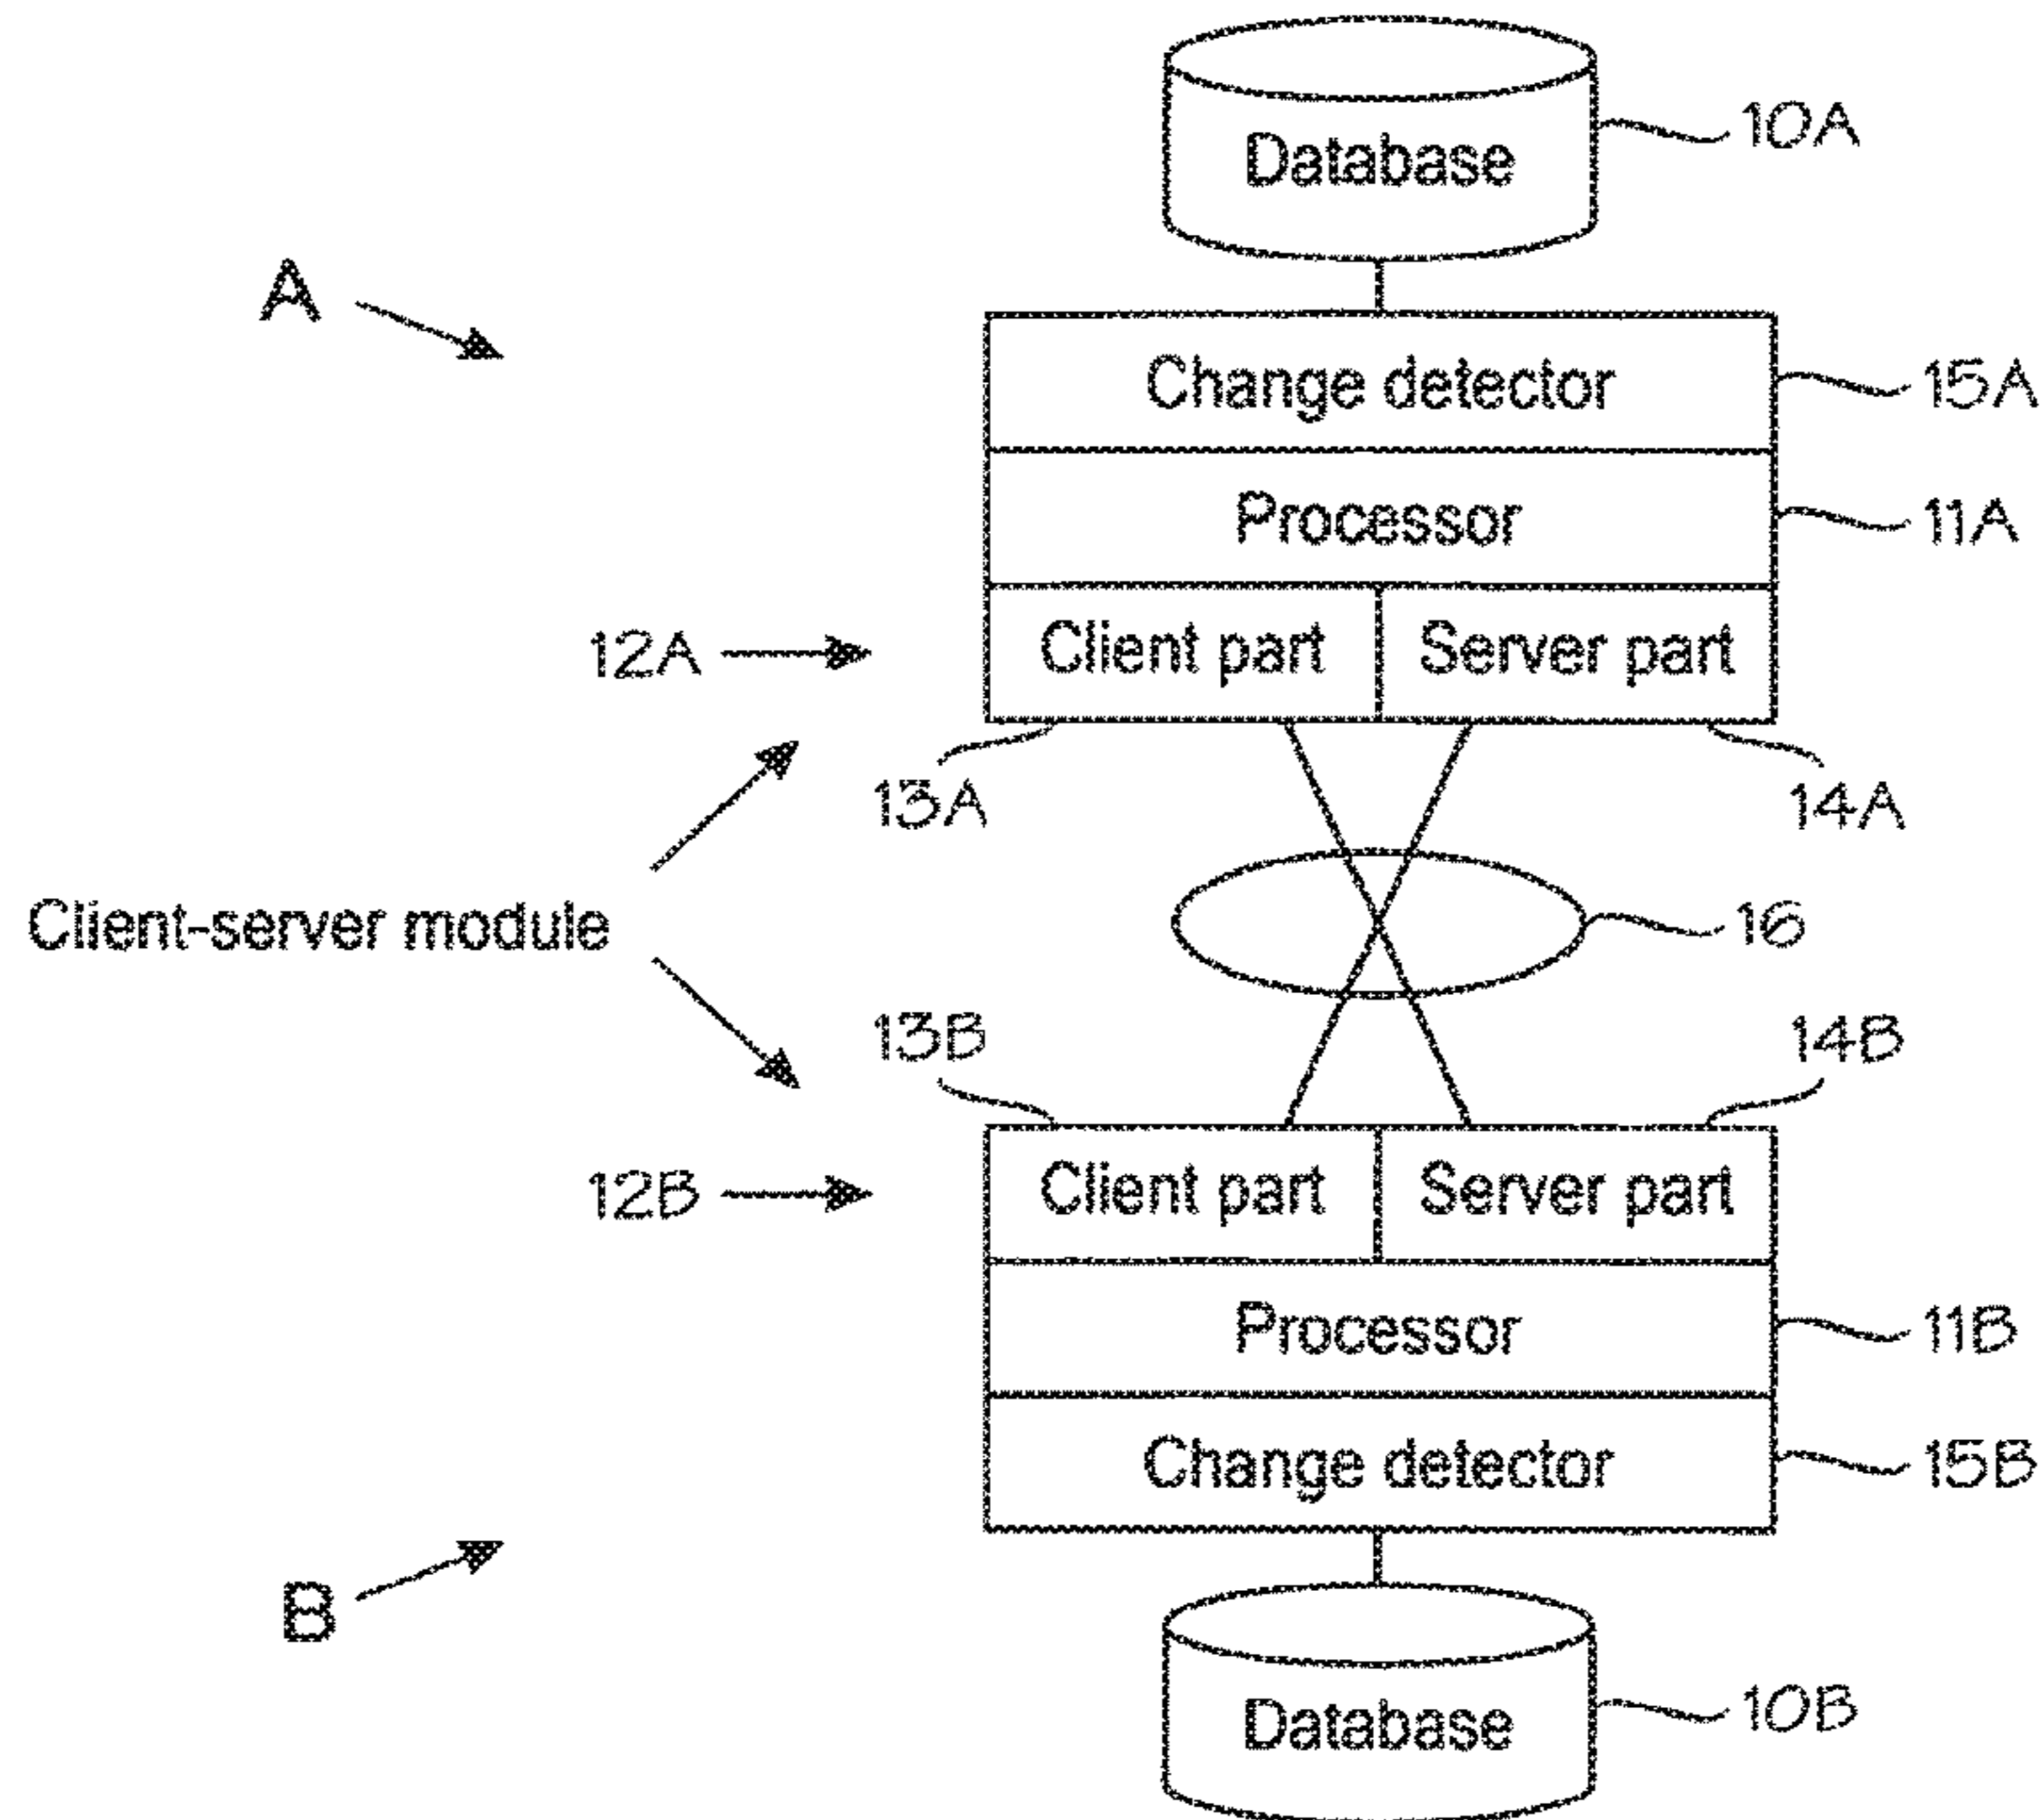 Database
10A
A
Change detector
15A
Processor
11A
12A
Client part
Server part
13A
14A
Client-server module
16
13B
14B
12B
Client part
Server part
Processor
11B
Change detector
15B
B
Database
10B